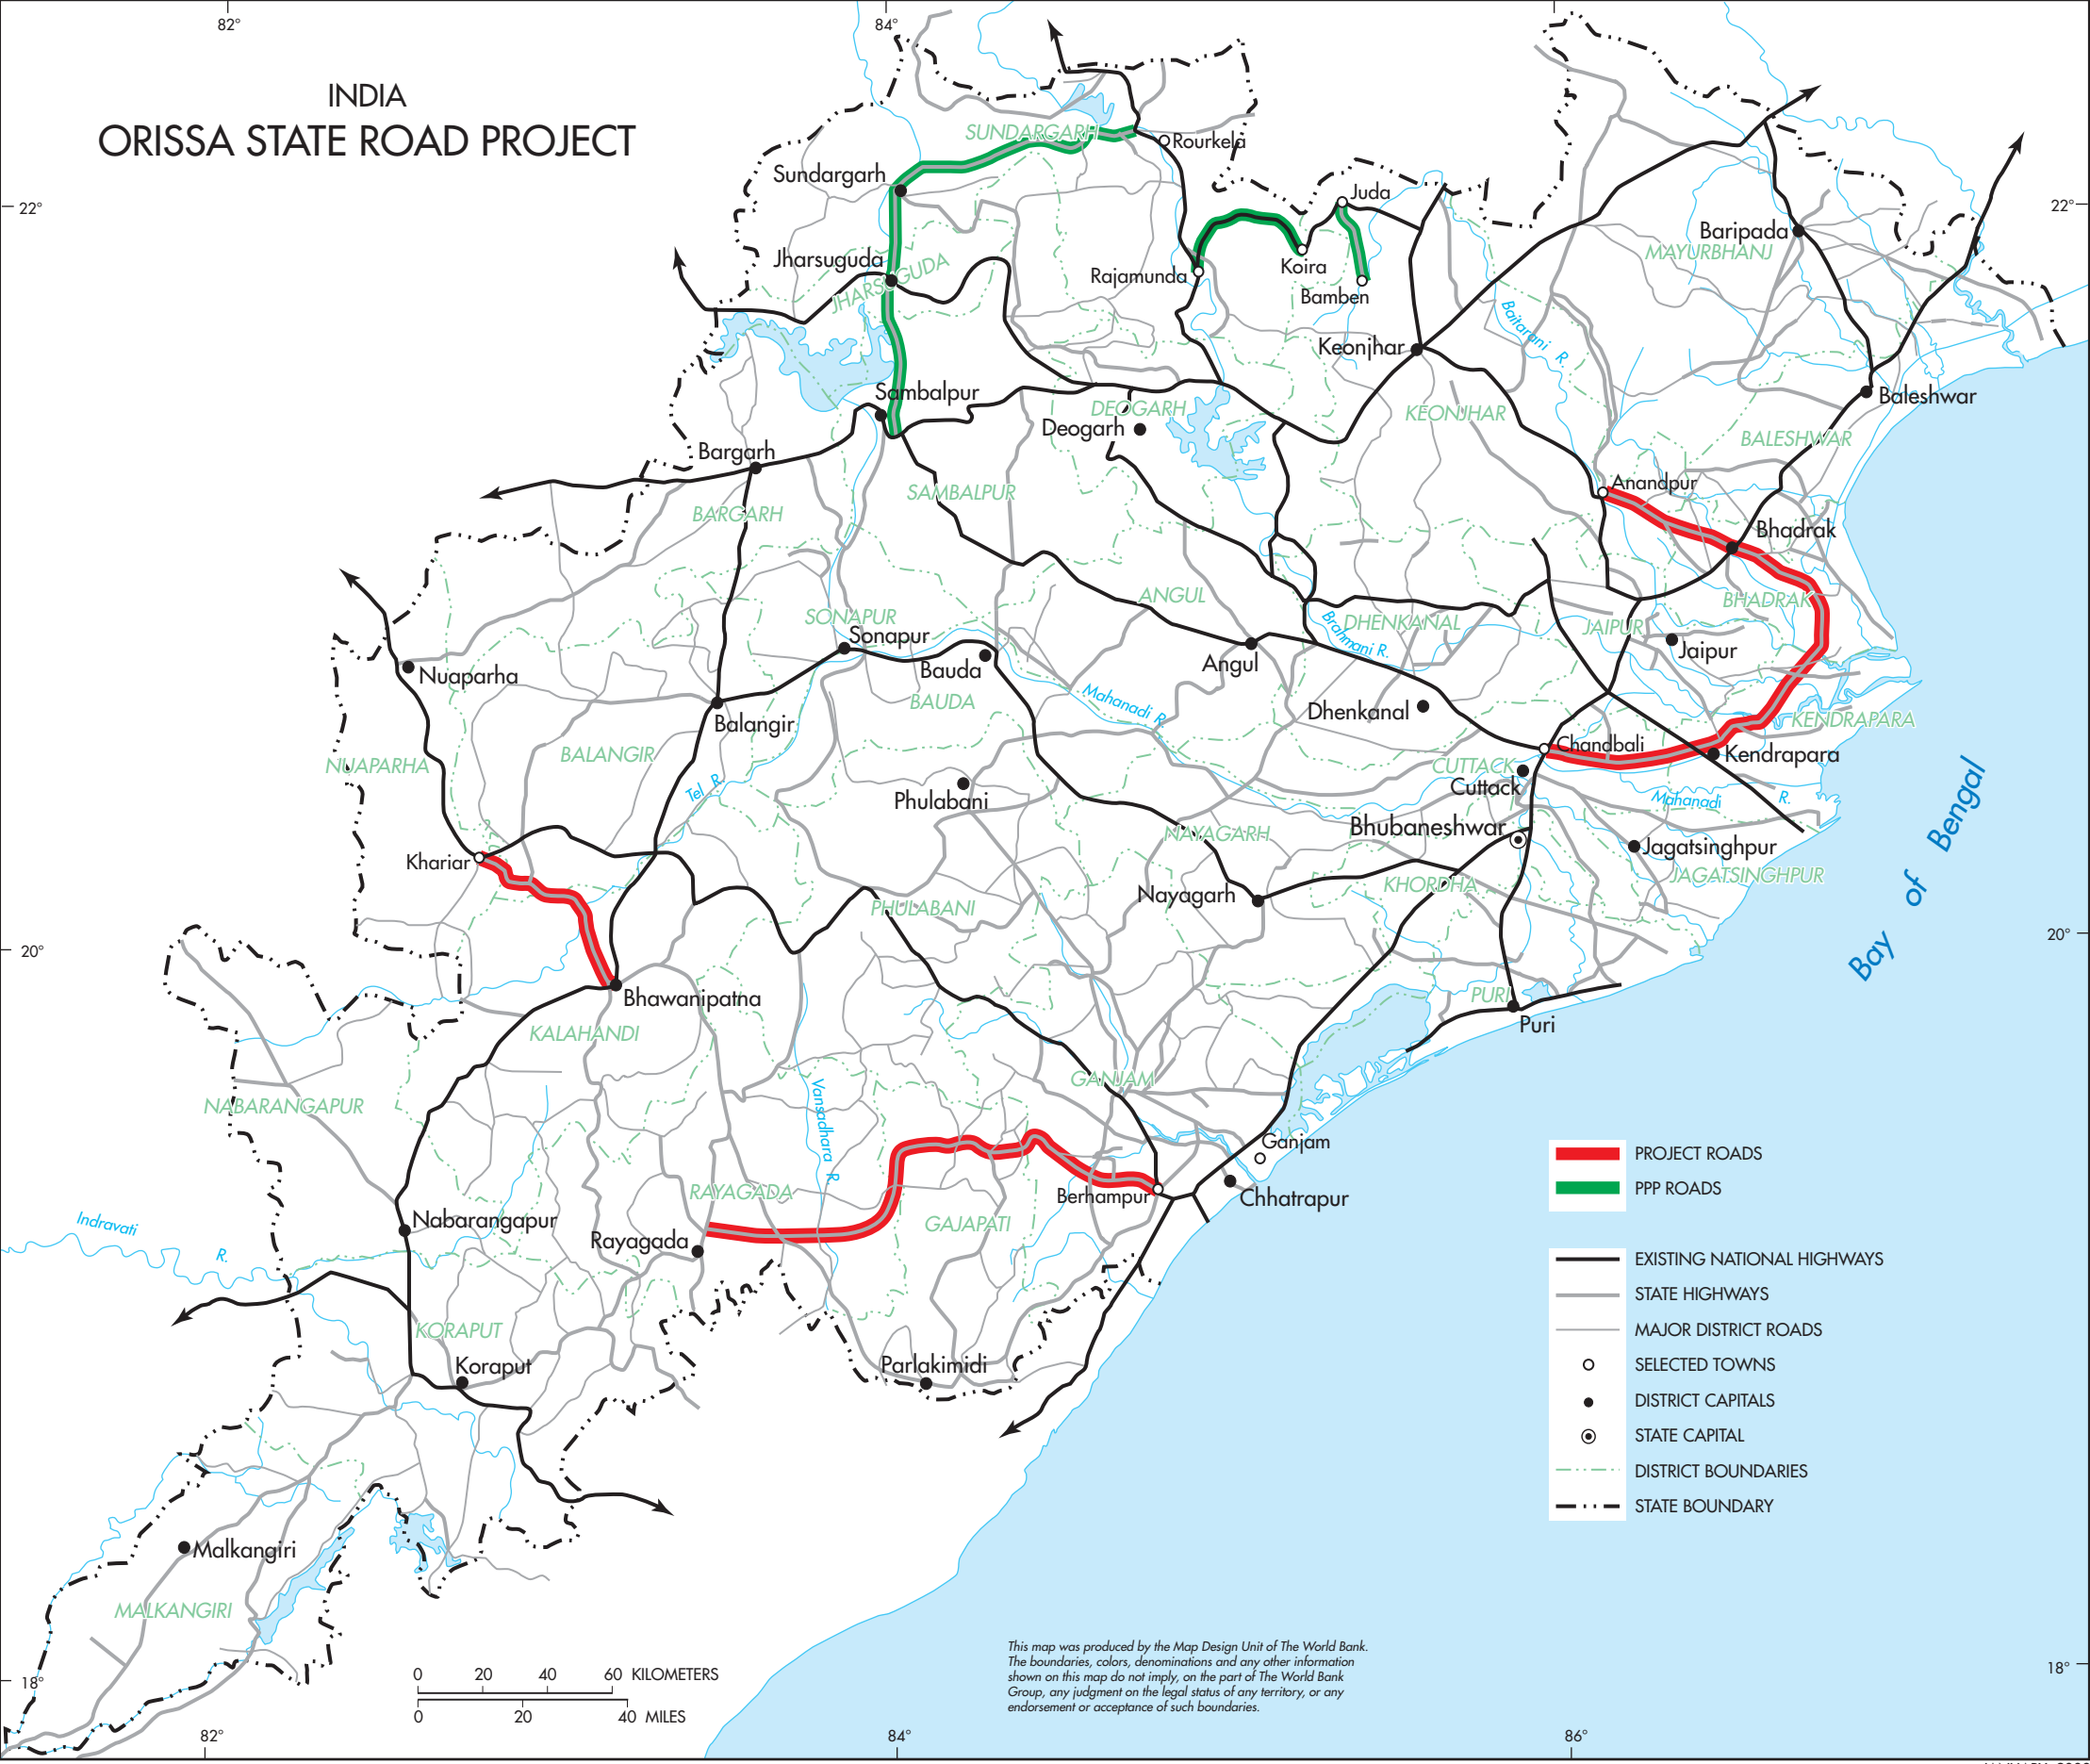 82°
84°
INDIA
ORISSA STATE ROAD PROJECT
SUNDARGARH
Rourkela
Sundargarh
Juda
22°
22°
Baripada
MAYURBHANJ
Jharsuguda
JHARSUGUDA
Rajamunda
Koira
Bamben
Baitarani R.
Keonjhar
Sambalpur
DEOGARH
KEONJHAR
Baleshwar
Deogarh
BALESHWAR
Bargarh
Anandpur
SAMBALPUR
BARGARH
Bhadrak
ANGUL
BHADRAK
SONAPUR
Brahmani R.
DHENKANAL
JAIPUR
Sonapur
Jaipur
Bauda
Angul
Nuaparha
BAUDA
Mahanadi R.
Dhenkanal
KENDRAPARA
Balangir
Chandbali
BALANGIR
Kendrapara
NUAPARHA
CUTTACK
Tel R.
Cuttack
Phulabani
Mahanadi R.
NAYAGARH
Bhubaneshwar
Jagatsinghpur
Khariar
JAGATSINGHPUR
KHORDHA
Nayagarh
PHULABANI
Bay of Bengal
20°
20°
Bhawanipatna
PURI
Puri
KALAHANDI
GANJAM
NABARANGAPUR
Vansadhara R.
Ganjam
PROJECT ROADS
RAYAGADA
Berhampur
Chhatrapur
PPP ROADS
Indravati R.
Nabarangapur
GAJAPATI
Rayagada
EXISTING NATIONAL HIGHWAYS
STATE HIGHWAYS
KORAPUT
MAJOR DISTRICT ROADS
Koraput
Parlakimidi
SELECTED TOWNS
DISTRICT CAPITALS
STATE CAPITAL
DISTRICT BOUNDARIES
STATE BOUNDARY
Malkangiri
MALKANGIRI
This map was produced by the Map Design Unit of The World Bank.
The boundaries, colors, denominations and any other information
shown on this map do not imply, on the part of The World Bank
Group, any judgment on the legal status of any territory, or any
endorsement or acceptance of such boundaries.
0 20 40 60 KILOMETERS
0 20 40 MILES
18°
18°
82°
84°
86°